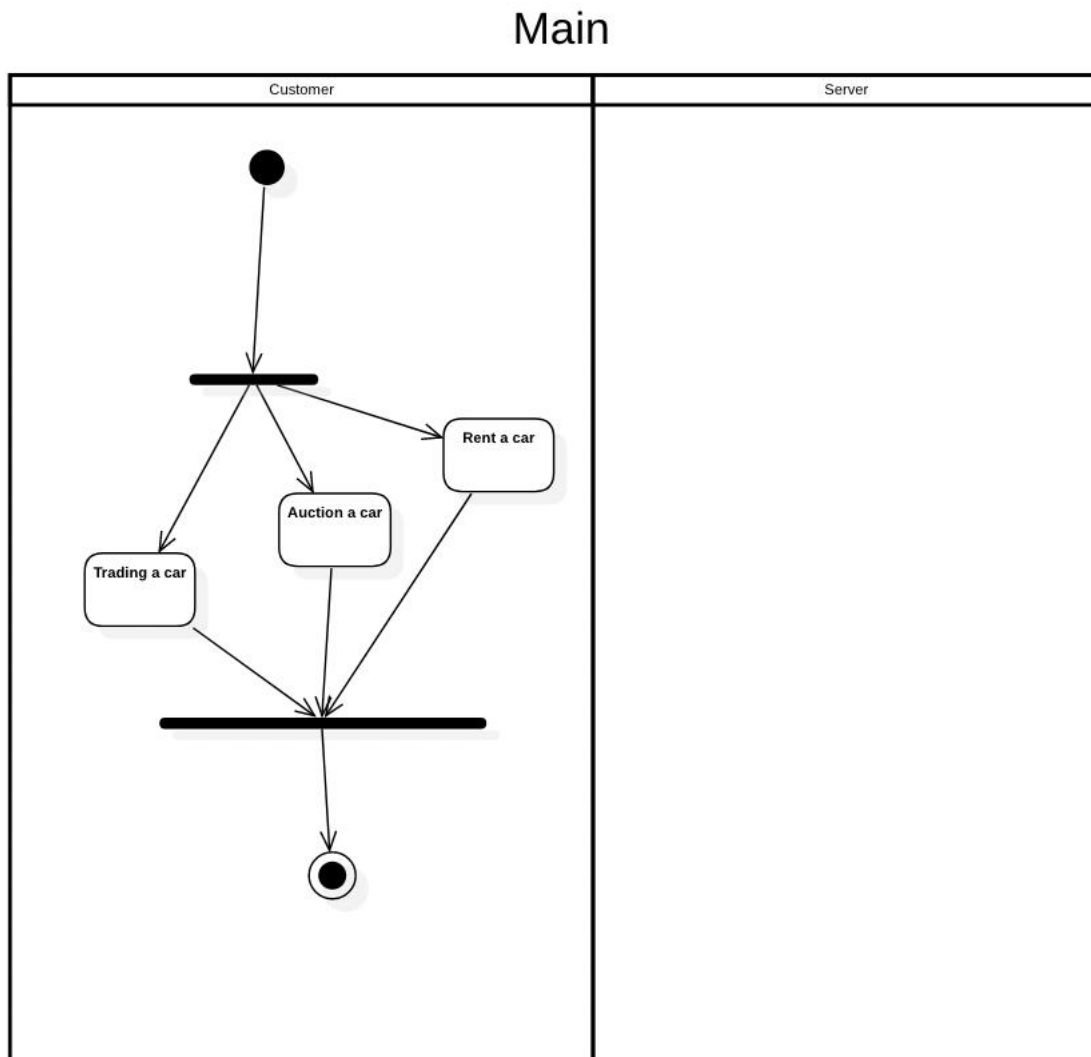 Main
Customer
Server
Rent a car
Auction a car
Trading a car